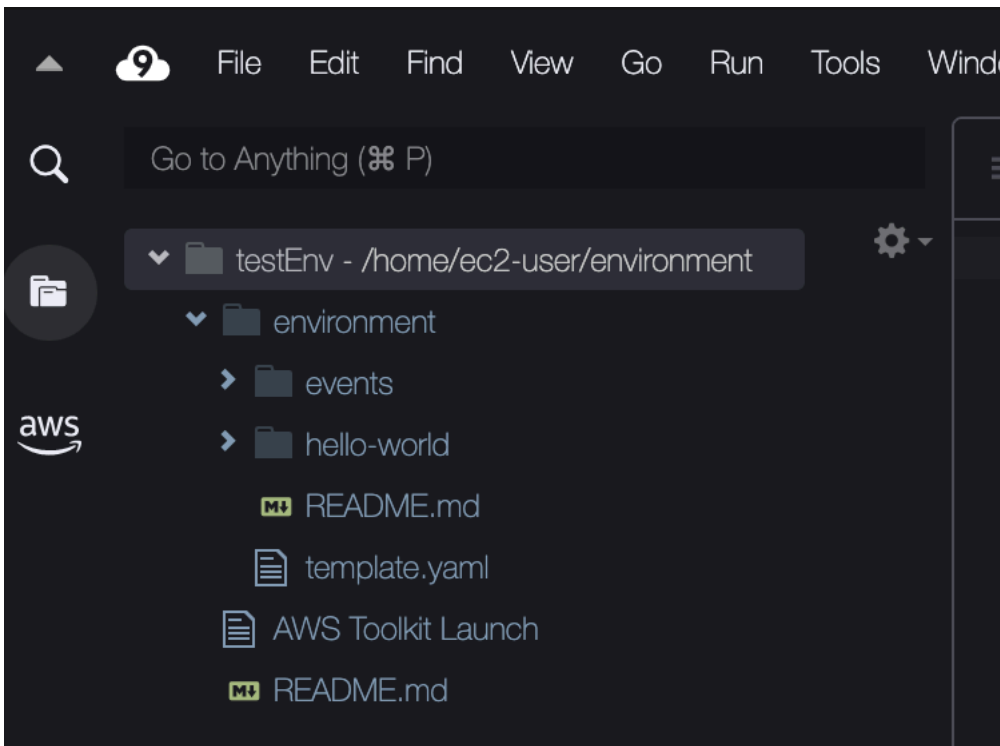 9 File Edit Find View Go Run Tools
Go to Anything (⌘ P)
testEnv - /home/ec2-user/environment
environment
events
aws
hello-world
M README.md
template.yaml
AWS Toolkit Launch
M README.md